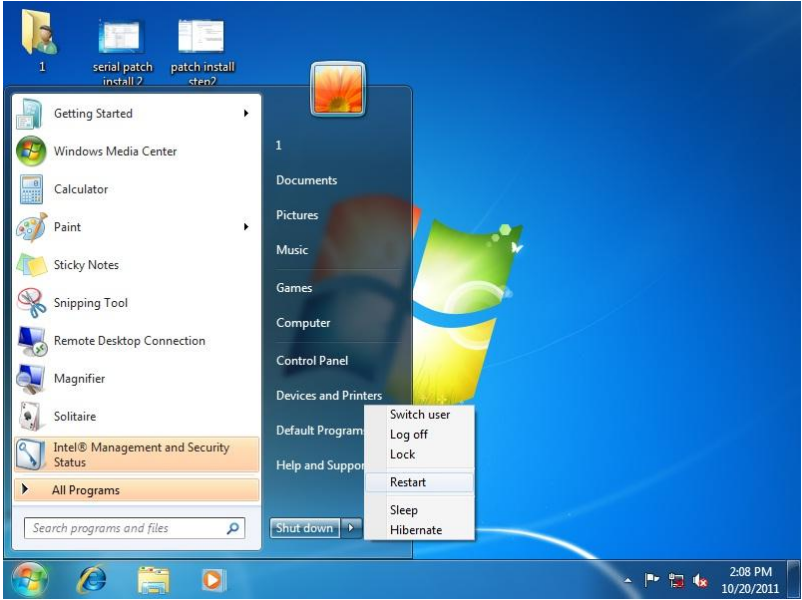 1
serial patch
install 2
patch install
step2
Getting Started
Windows Media Center
Calculator
Paint
Sticky Notes
Snipping Tool
Remote Desktop Connection
Magnifier
Solitaire
Intel® Management and Security
Status
All Programs
Search programs and files
1
Documents
Pictures
Music
Games
Computer
Control Panel
Devices and Printers
Default Program
Help and Suppor
Shut down
Switch user
Log off
Lock
Restart
Sleep
Hibernate
2:08 PM
10/20/2011